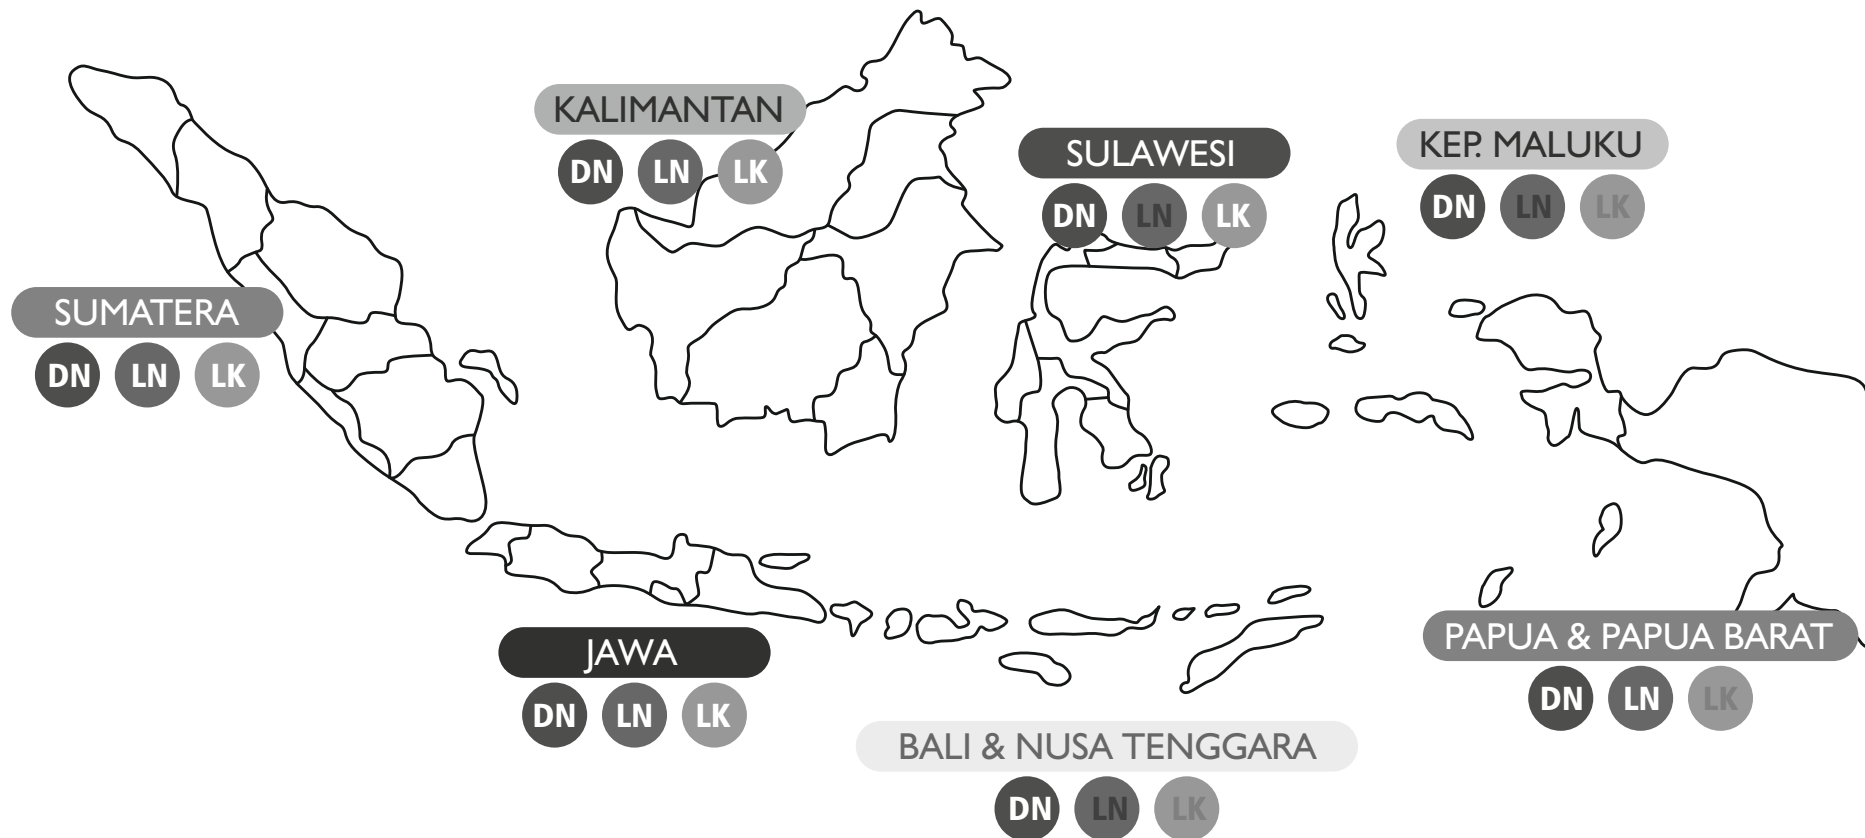 KALIMANTAN
DN LN LK
SULAWESI
DN LN LK
KEP. MALUKU
DN LN LK
SUMATERA
DN LN LK
JAWA
DN LN LK
PAPUA & PAPUA BARAT
DN LN LK
BALI & NUSA TENGGARA
DN LN LK